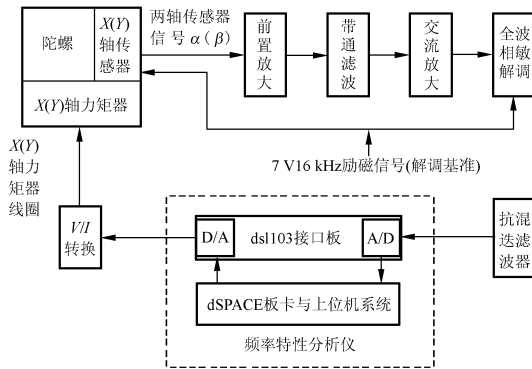 陀螺
X(Y)
轴传
感器
X(Y)轴力矩器
两轴传感器
信号α(β)
前置放大
带通滤波
交流放大
全波
相敏
解调
7 V16 kHz励磁信号(解调基准)
X(Y)
轴力
矩器
线圈
V/I
转换
D/A
dsl103接口板
A/D
抗混
迭滤
波器
dSPACE板卡与上位机系统
频率特性分析仪